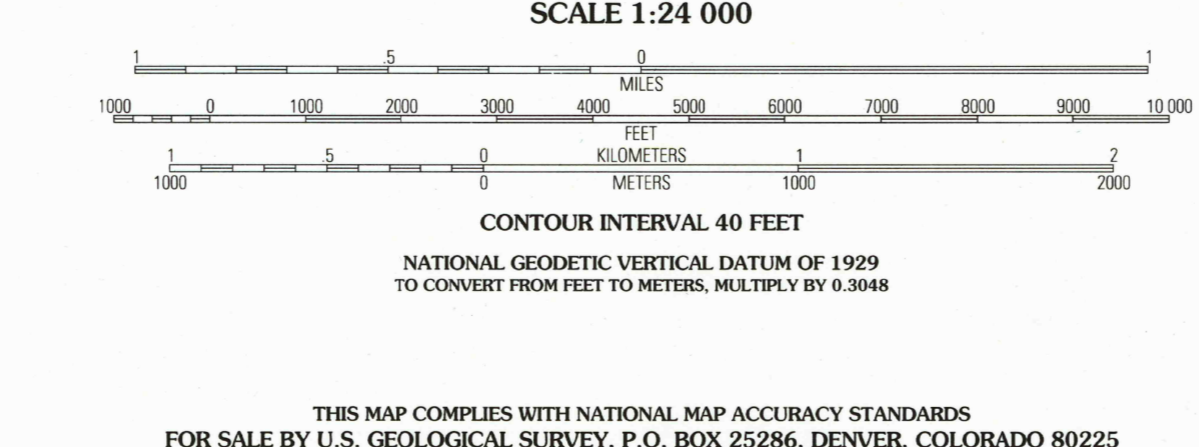 SCALE 1:24 000
1 .5 0 1
MILES
1000 0 1000 2000 3000 4000 5000 6000 7000 8000 9000 10 000
FEET
1 .5 0 KILOMETERS 1 2
1000 0 METERS 1000 2000
CONTOUR INTERVAL 40 FEET
NATIONAL GEODETIC VERTICAL DATUM OF 1929
TO CONVERT FROM FEET TO METERS, MULTIPLY BY 0.3048
THIS MAP COMPLIES WITH NATIONAL MAP ACCURACY STANDARDS
FOR SALE BY U.S. GEOLOGICAL SURVEY, P.O. BOX 25286, DENVER, COLORADO 80225